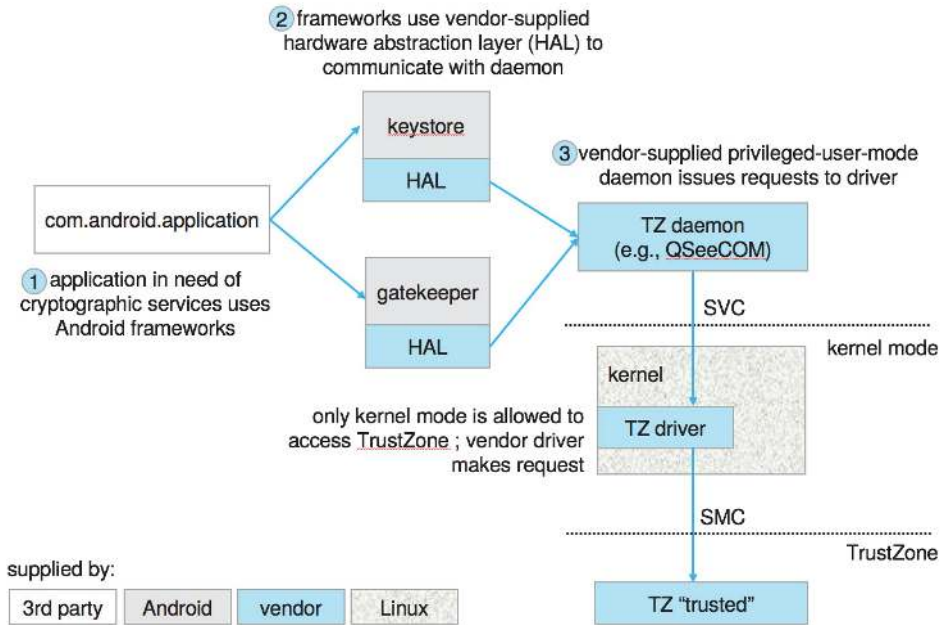 2 frameworks use vendor-supplied
hardware abstraction layer (HAL) to
communicate with daemon
keystore
HAL
com.android.application
1 application in need of
cryptographic services uses
Android frameworks
gatekeeper
HAL
3 vendor-supplied privileged-user-mode
daemon issues requests to driver
TZ daemon
(e.g., QSeeCOM)
SVC
kernel mode
kernel
TZ driver
only kernel mode is allowed to
access TrustZone ; vendor driver
makes request
SMC
TrustZone
TZ “trusted”
supplied by:
3rd party
Android
vendor
Linux